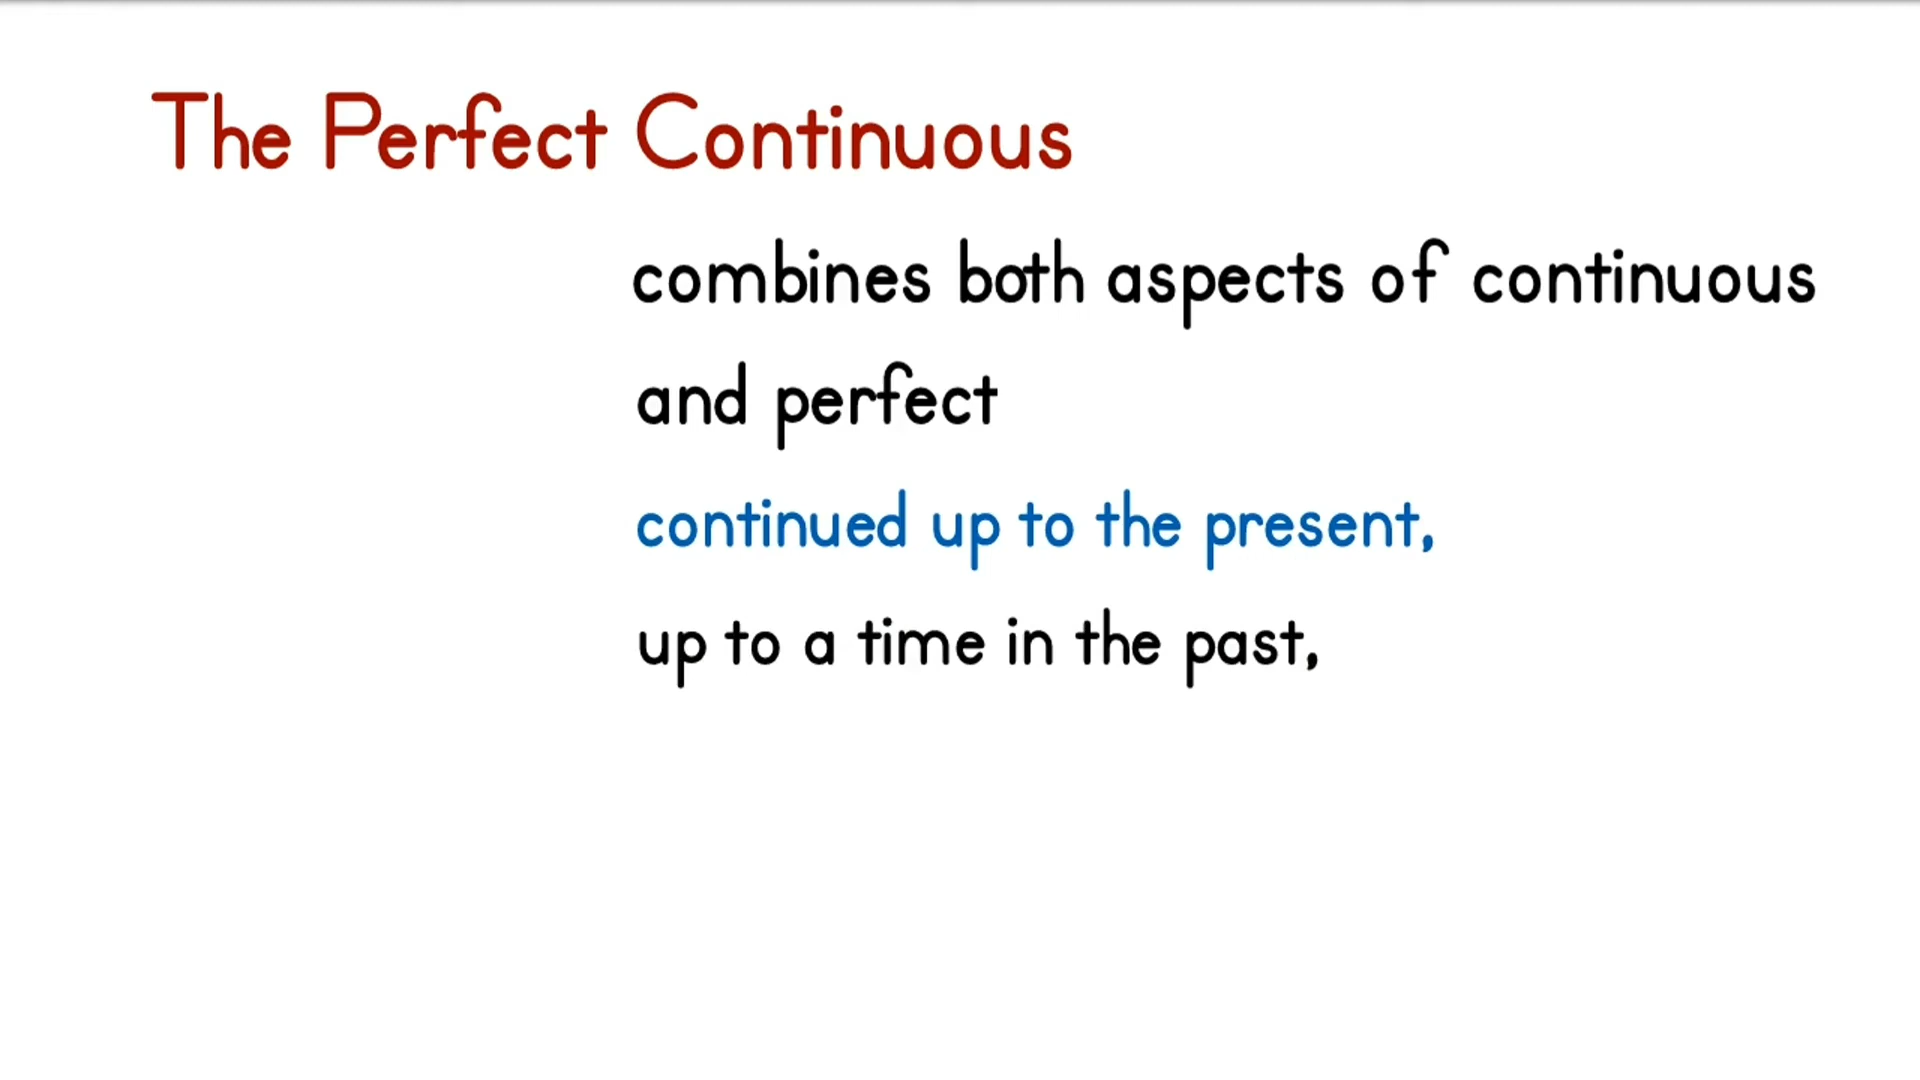 The Perfect Continuous
combines both aspects of continuous
and perfect
continued up to the present,
up to a time in the past,